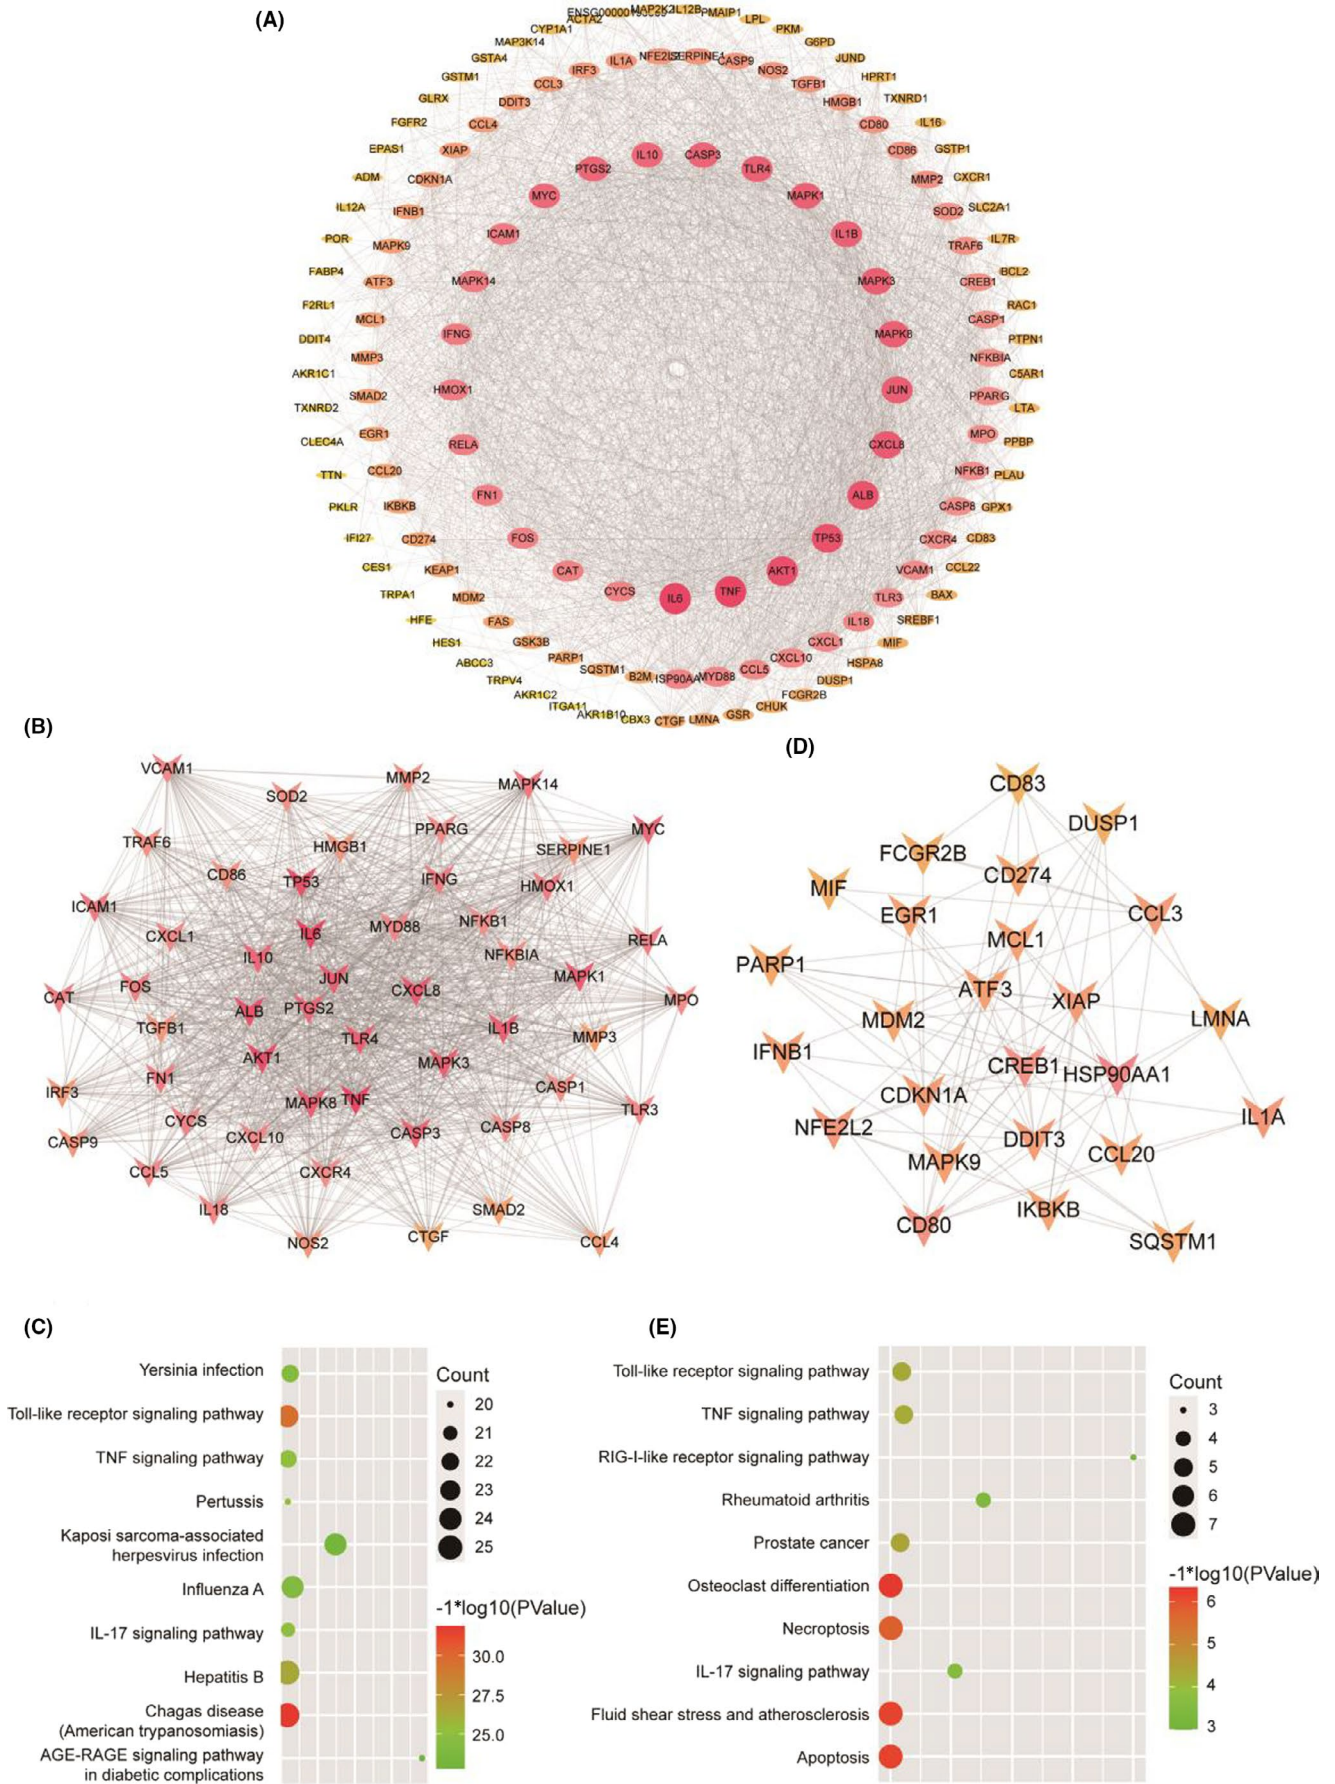 (A)
ENSG00000
MAP2K2
IL12B
PMAIP1
ACTA2
LPL
CYP1A1
PKM
MAP3K14
G6PD
GSTA4
JUND
GSTM1
HPRT1
GLRX
TXNRD1
FGFR2
IL16
EPAS1
GSTP1
ADM
CXCR1
IL12A
SLC2A1
POR
IL7R
FABP4
BCL2
F2RL1
RAC1
DDIT4
PTPN1
AKR1C1
C5AR1
TXNRD2
LTA
CLEC4A
PPBP
TTN
PLAU
PKLR
GPX1
IFI27
CD83
CES1
CCL22
TRPA1
BAX
HFE
SREBF1
HES1
MIF
ABCC3
HSPA8
TRPV4
DUSP1
AKR1C2
FCGR2B
ITGA11
CHUK
AKR1B10
GSR
CBX3
CTGF
LMNA
IL1A
NFE2L2
SERPINE1
CASP9
IRF3
NOS2
CCL3
TGFB1
DDIT3
HMGB1
CCL4
CD80
XIAP
CD86
CDKN1A
MMP2
IFNB1
SOD2
MAPK9
TRAF6
ATF3
CREB1
MCL1
CASP1
MMP3
NFKBIA
SMAD2
PPARG
EGR1
MPO
CCL20
NFKB1
IKBKB
CASP8
CD274
CXCR4
KEAP1
VCAM1
MDM2
TLR3
FAS
IL18
GSK3B
CXCL1
PARP1
CXCL10
SQSTM1
CCL5
B2M
HSP90AA
MYD88
IL10
CASP3
PTGS2
TLR4
MYC
MAPK1
ICAM1
IL1B
MAPK14
MAPK3
IFNG
MAPK8
HMOX1
JUN
RELA
CXCL8
FN1
ALB
FOS
TP53
CAT
AKT1
CYCS
IL6
TNF
(B)
VCAM1
MMP2
MAPK14
SOD2
PPARG
MYC
TRAF6
HMGB1
SERPINE1
CD86
TP53
IFNG
HMOX1
ICAM1
CXCL1
IL6
MYD88
NFKB1
RELA
IL10
NFKBIA
JUN
MAPK1
CAT
FOS
CXCL8
MPO
ALB
PTGS2
TGFB1
TLR4
IL1B
MMP3
AKT1
MAPK3
FN1
CASP1
IRF3
MAPK8
TNF
TLR3
CYCS
CXCL10
CASP3
CASP8
CASP9
CCL5
CXCR4
IL18
SMAD2
NOS2
CTGF
CCL4
(D)
CD83
DUSP1
FCGR2B
CD274
MIF
EGR1
CCL3
MCL1
PARP1
ATF3
XIAP
MDM2
LMNA
IFNB1
CREB1
HSP90AA1
CDKN1A
IL1A
NFE2L2
DDIT3
MAPK9
CCL20
CD80
IKBKB
SQSTM1
(C)
Yersinia infection
Toll-like receptor signaling pathway
TNF signaling pathway
Pertussis
Kaposi sarcoma-associated
herpesvirus infection
Influenza A
IL-17 signaling pathway
Hepatitis B
Chagas disease
(American trypanosomiasis)
AGE-RAGE signaling pathway
in diabetic complications
Count
20
21
22
23
24
25
-1*log10(PValue)
30.0
27.5
25.0
(E)
Toll-like receptor signaling pathway
TNF signaling pathway
RIG-I-like receptor signaling pathway
Rheumatoid arthritis
Prostate cancer
Osteoclast differentiation
Necroptosis
IL-17 signaling pathway
Fluid shear stress and atherosclerosis
Apoptosis
Count
3
4
5
6
7
-1*log10(PValue)
6
5
4
3